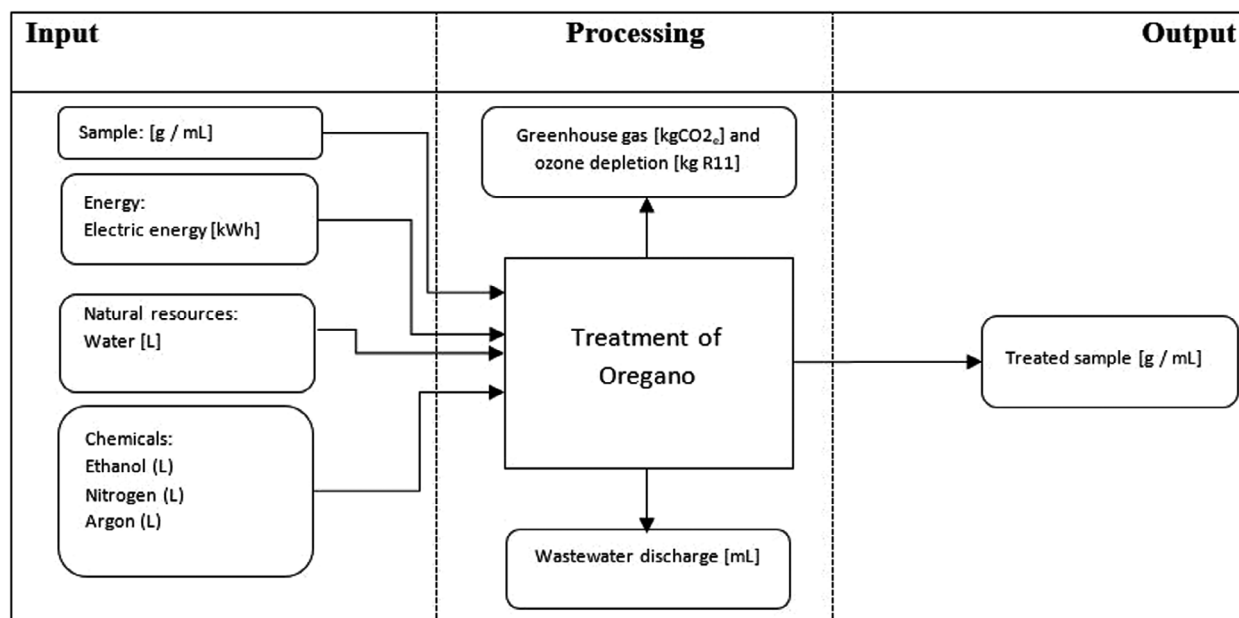 Input
Processing
Output
Sample: [g / mL]
Energy:
Electric energy [kWh]
Natural resources:
Water [L]
Chemicals:
Ethanol (L)
Nitrogen (L)
Argon (L)
Greenhouse gas [kgCO2e] and
ozone depletion [kg R11]
Treatment of
Oregano
Wastewater discharge [mL]
Treated sample [g / mL]